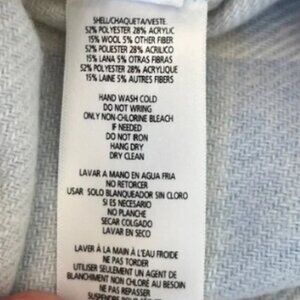 SHELL/CHAQUETA/VESTE:
52% POLYESTER 28% ACRYLIC
15% WOOL 5% OTHER FIBER
52% POLIESTER 28% ACRILICO
15% LANA 5% OTRAS FIBRAS
52% POLYESTER 28% ACRYLIQUE
15% LAINE 5% AUTRES FIBERS
HAND WASH COLD
DO NOT WRING
ONLY NON-CHLORINE BLEACH
IF NEEDED
DO NOT IRON
HANG DRY
DRY CLEAN
LAVAR A MANO EN AGUA FRIA
NO RETORCER
USAR SOLO BLANQUEADOR SIN CLORO
SI ES NECESARIO
NO PLANCHE
SECAR COLGADO
LAVAR EN SECO
LAVER À LA MAIN À L'EAU FROIDE
NE PAS TORDER
UTILISER SEULEMENT UN AGENT DE
BLANCHIMENT NON CHLORÉ AU BESOIN
NE PAS REPASSER
SUSPENDRE POUR